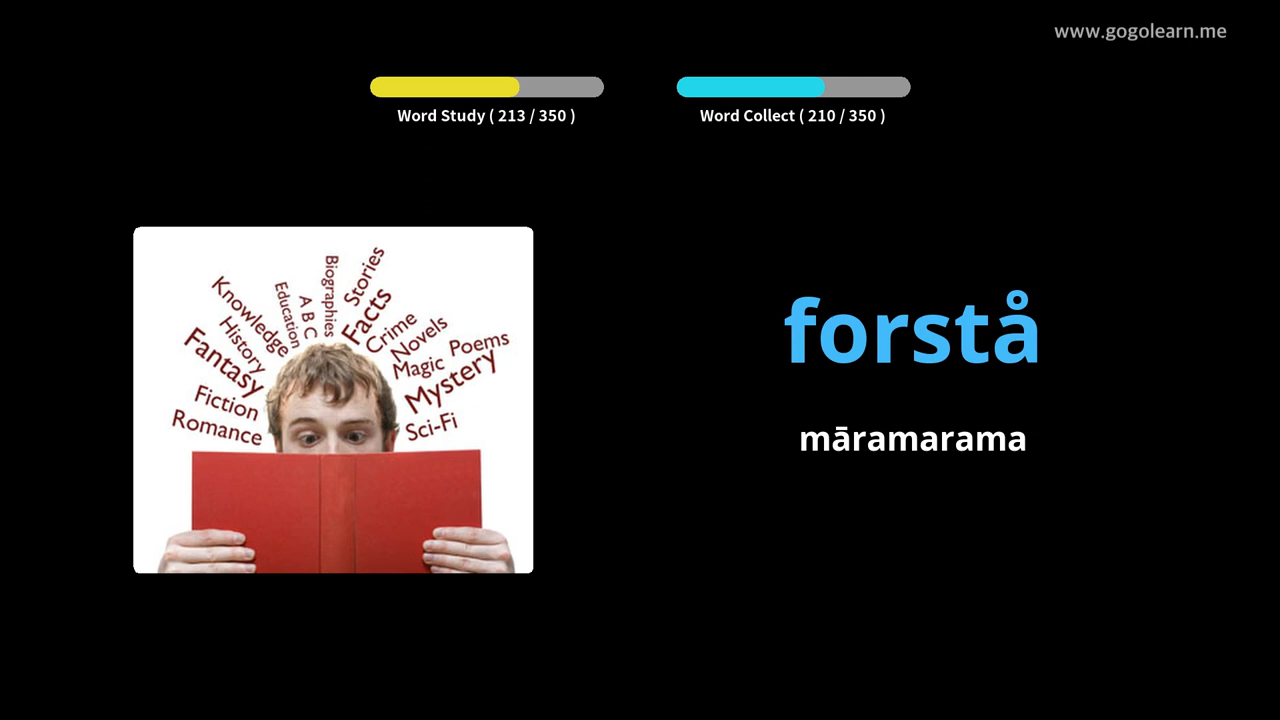 www.gogolearn.me
Word Study ( 213 / 350 )
Word Collect ( 210 / 350 )
Biographies
Stories
Education
A B C
Facts
Knowledge
Crime
History
Novels
Poems
Fantasy
Magic
Mystery
Fiction
Romance
Sci-Fi
forstå
māramarama